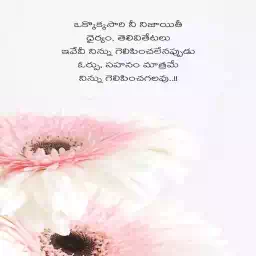 ఒక్కొక్కసారి నీ నిజాయితీ
ధైర్యం, తెలివితేటలు
ఇవేవీ నిన్ను గెలిపించలేనప్పుడు
ఓర్పు, సహనం మాత్రమే
నిన్ను గెలిపించగలవు..!!